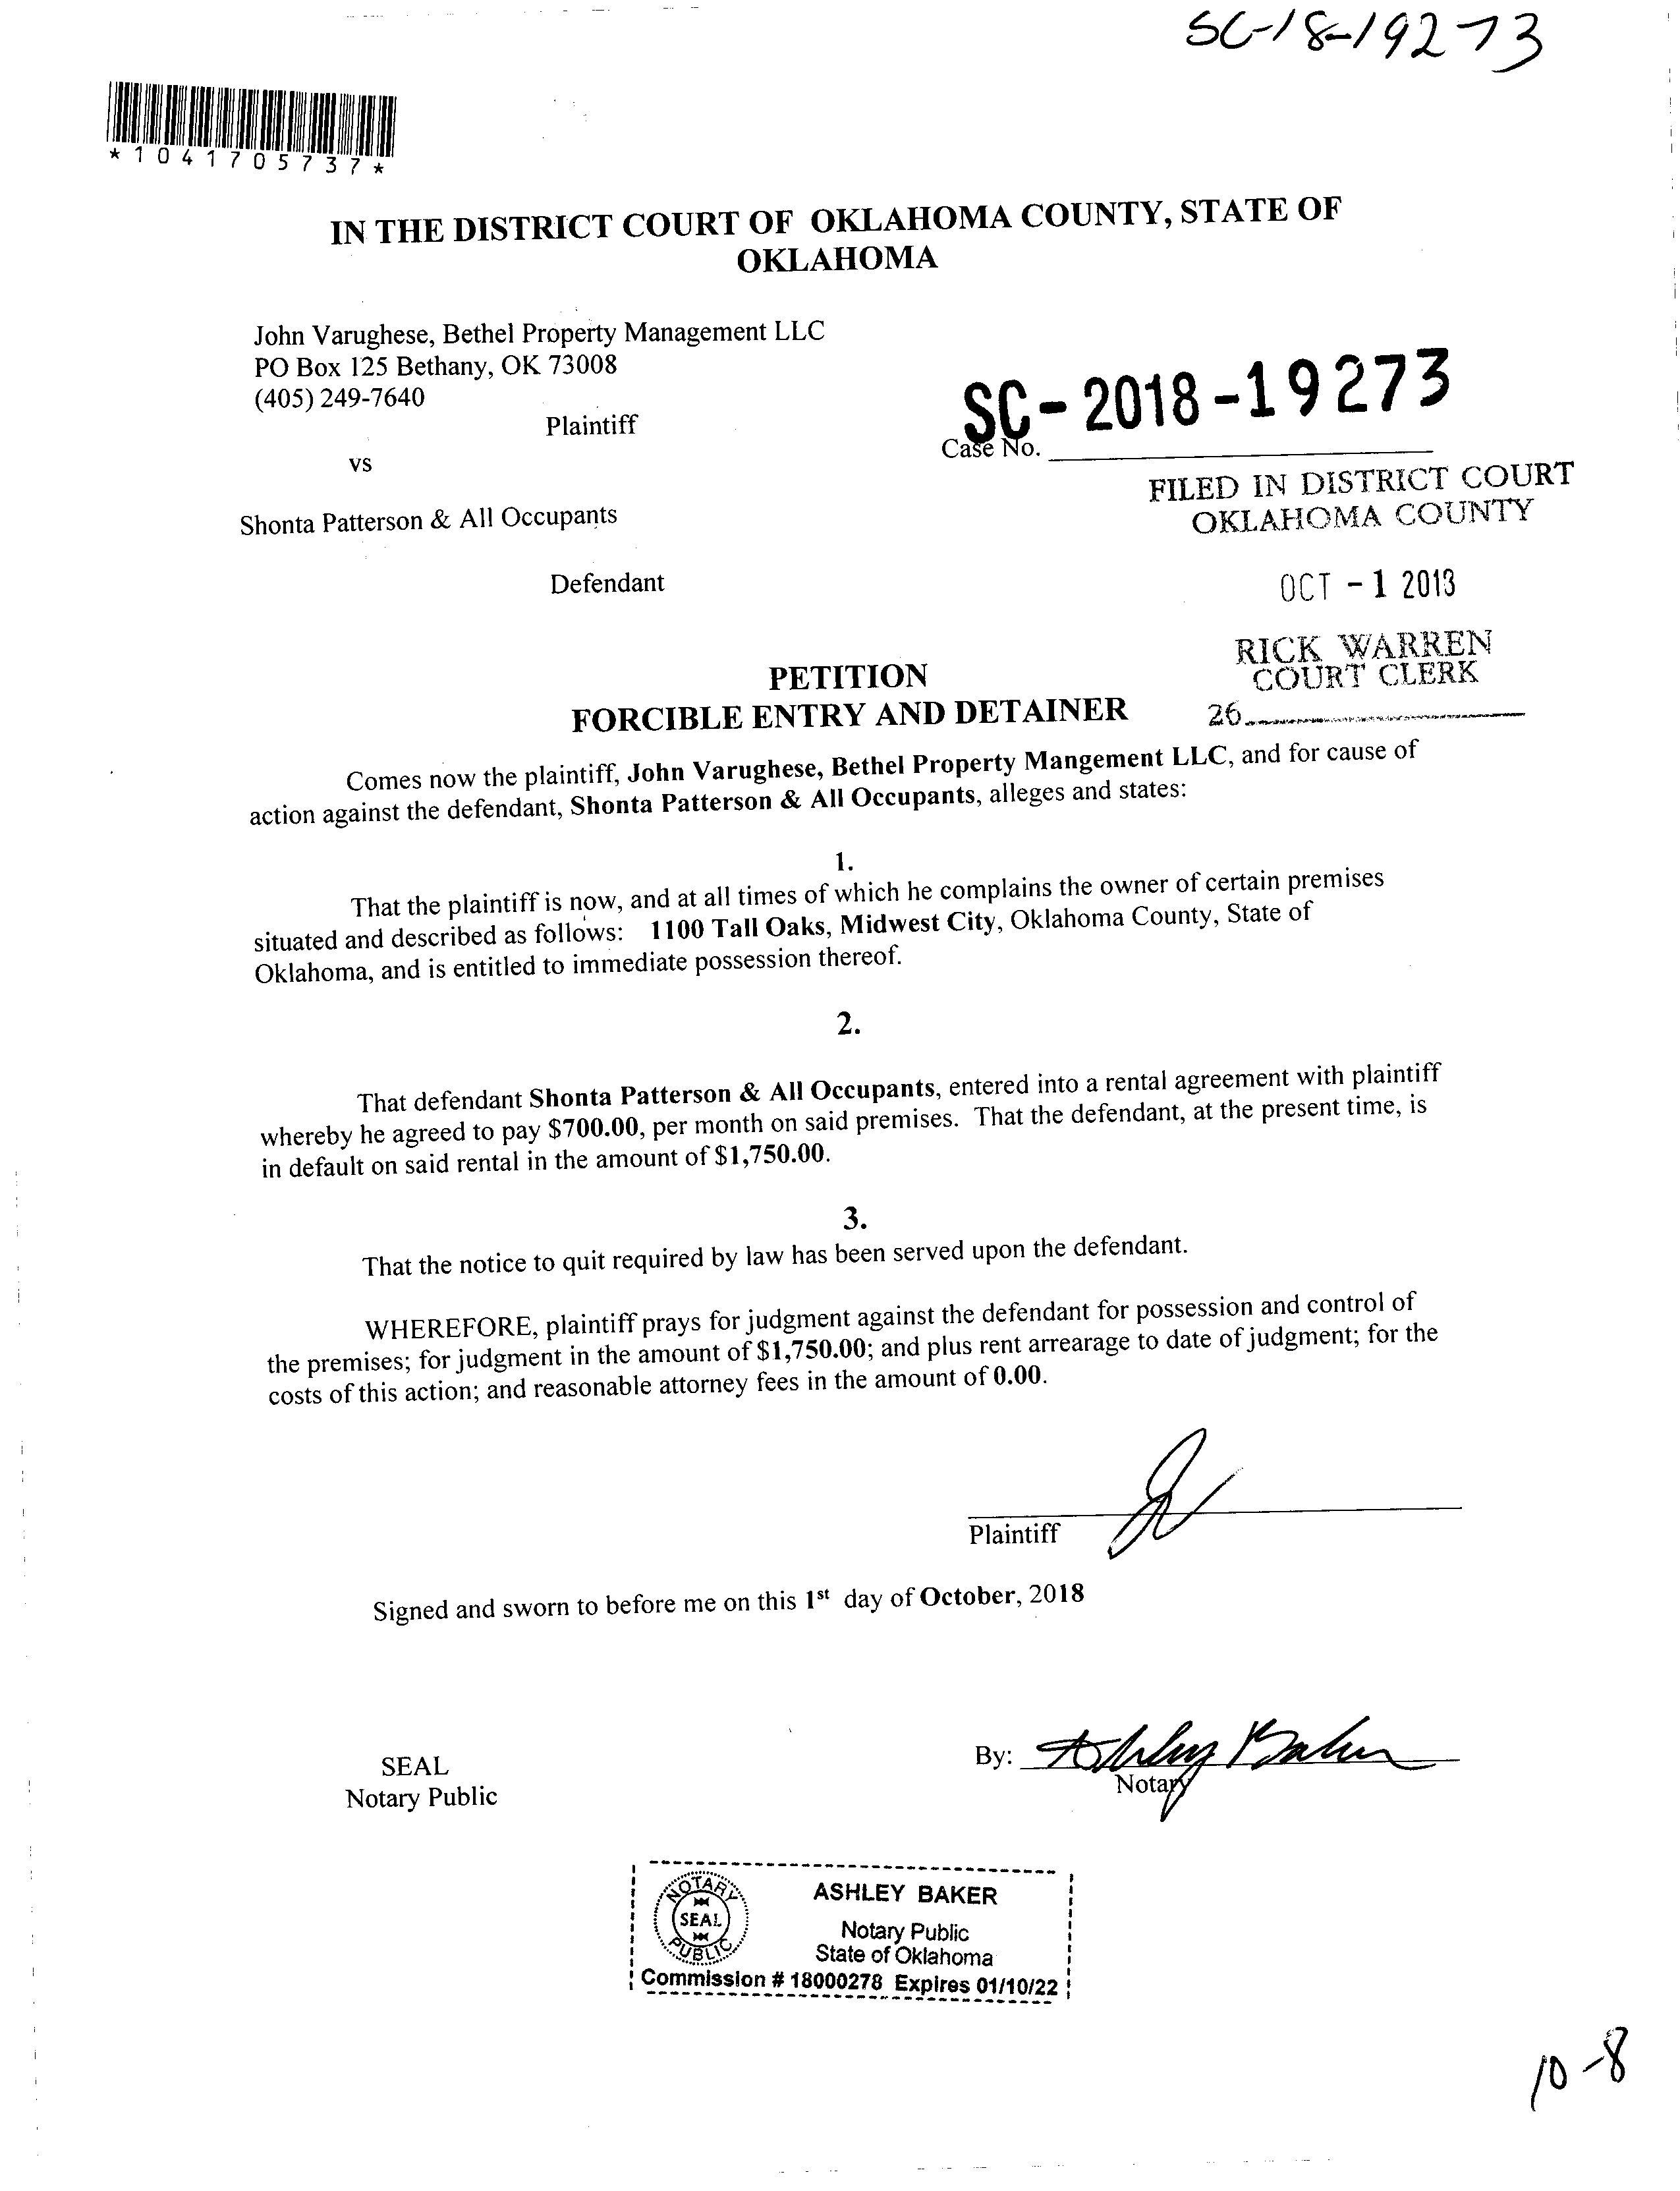 SC-18-19273
*1041705737*
IN THE DISTRICT COURT OF OKLAHOMA COUNTY, STATE OF
OKLAHOMA
John Varughese, Bethel Property Management LLC
PO Box 125 Bethany, OK 73008
(405) 249-7640
Plaintiff
SC-2018-19273
Case No.
vs
FILED IN DISTRICT COURT
OKLAHOMA COUNTY
Shonta Patterson & All Occupants
Defendant
OCT - 1 2018
RICK WARREN
COURT CLERK
26
PETITION
FORCIBLE ENTRY AND DETAINER
Comes now the plaintiff, John Varughese, Bethel Property Mangement LLC, and for cause of
action against the defendant, Shonta Patterson & All Occupants, alleges and states:
1.
That the plaintiff is now, and at all times of which he complains the owner of certain premises
situated and described as follows: 1100 Tall Oaks, Midwest City, Oklahoma County, State of
Oklahoma, and is entitled to immediate possession thereof.
2.
That defendant Shonta Patterson & All Occupants, entered into a rental agreement with plaintiff
whereby he agreed to pay $700.00, per month on said premises. That the defendant, at the present time, is
in default on said rental in the amount of $1,750.00.
3.
That the notice to quit required by law has been served upon the defendant.
WHEREFORE, plaintiff prays for judgment against the defendant for possession and control of
the premises; for judgment in the amount of $1,750.00; and plus rent arrearage to date of judgment; for the
costs of this action; and reasonable attorney fees in the amount of 0.00.
Plaintiff
Signed and sworn to before me on this 1st day of October, 2018
By: Ashley Baker
Notary
SEAL
Notary Public
NOTARY
SEAL
PUBLIC
ASHLEY BAKER
Notary Public
State of Oklahoma
Commission # 18000278 Expires 01/10/22
10-8